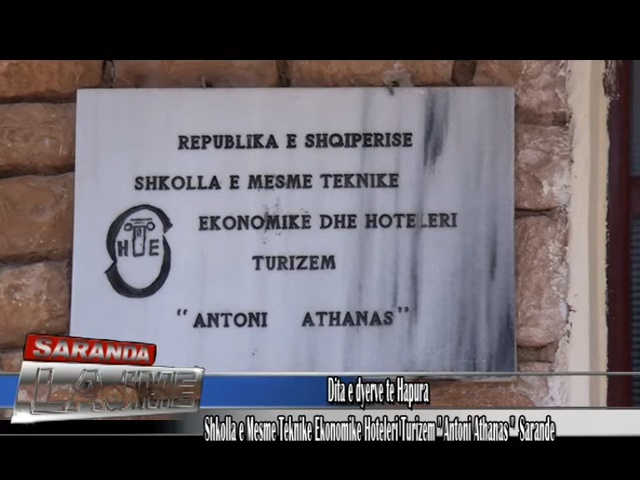 REPUBLIKA E SHQIPERISE
SHKOLLA E MESME TEKNIKE
EKONOMIKE DHE HOTELERI
TURIZEM
"ANTONI ATHANAS"
H E
SARANDA
LAJME
Dita e dyerve te Hapura
Shkolla e Mesme Teknike Ekonomike Hoteleri Turizem "Antoni Athanas" Sarande